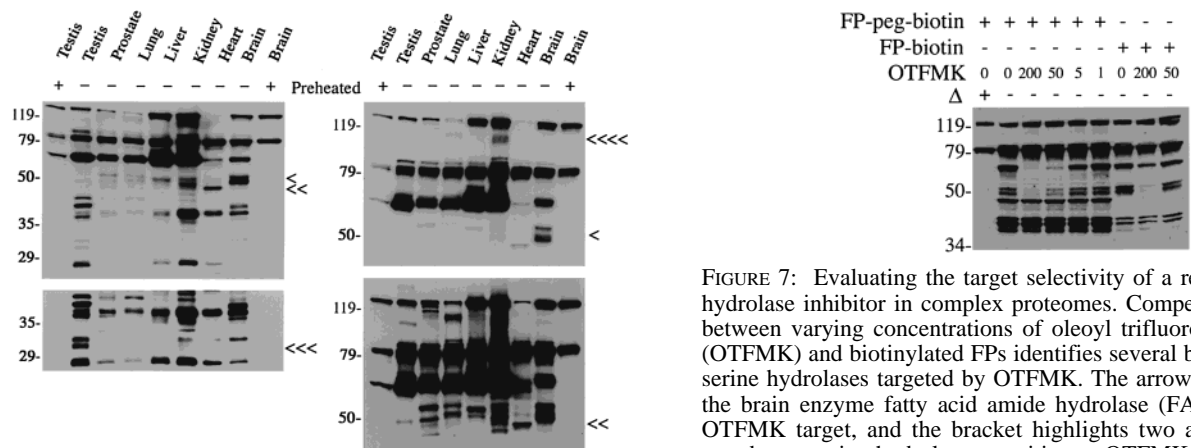 Testis Testis Prostate Lung Liver Kidney Heart Brain Brain
+ - - - - - - - +
119-
79-
50-
<
<<
35-
29-
35-
<<<
29-
Testis Testis Prostate Lung Liver Kidney Heart Brain Brain
Preheated + - - - - - - - +
119-
<<<<
79-
50-
<
119-
79-
50-
<<
FP-peg-biotin + + + + + + - - -
FP-biotin - - - - - - + + +
OTFMK 0 0 200 50 5 1 0 200 50
Δ +
119-
79-
50-
34-
FIGURE 7: Evaluating the target selectivity of a re
hydrolase inhibitor in complex proteomes. Compe
between varying concentrations of oleoyl trifluoro
(OTFMK) and biotinylated FPs identifies several b
serine hydrolases targeted by OTFMK. The arrow
the brain enzyme fatty acid amide hydrolase (FA
OTFMK target, and the bracket highlights two a